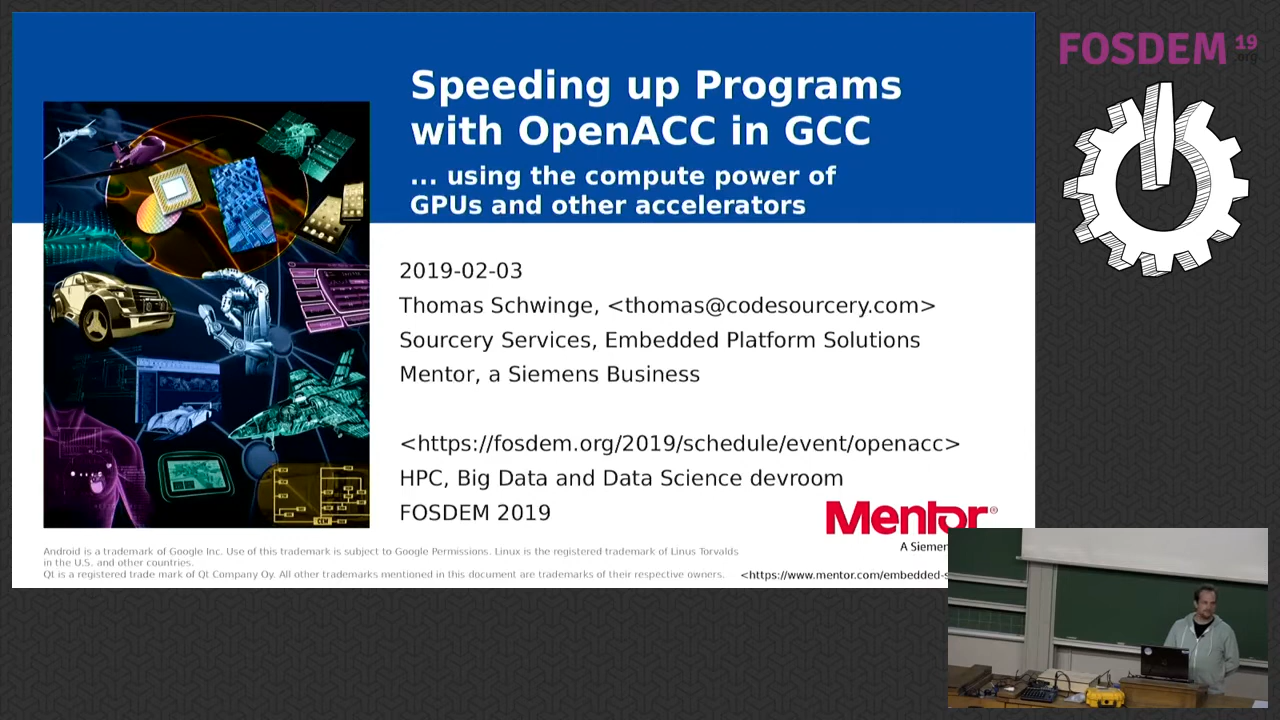 Speeding up Programs
with OpenACC in GCC
... using the compute power of
GPUs and other accelerators
2019-02-03
Thomas Schwinge, <thomas@codesourcery.com>
Sourcery Services, Embedded Platform Solutions
Mentor, a Siemens Business
<https://fosdem.org/2019/schedule/event/openacc>
HPC, Big Data and Data Science devroom
FOSDEM 2019
Mentor®
A Siemen
Android is a trademark of Google Inc. Use of this trademark is subject to Google Permissions. Linux is the registered trademark of Linus Torvalds
in the U.S. and other countries.
Qt is a registered trade mark of Qt Company Oy. All other trademarks mentioned in this document are trademarks of their respective owners.
<https://www.mentor.com/embedded-s
FOSDEM 19
.org